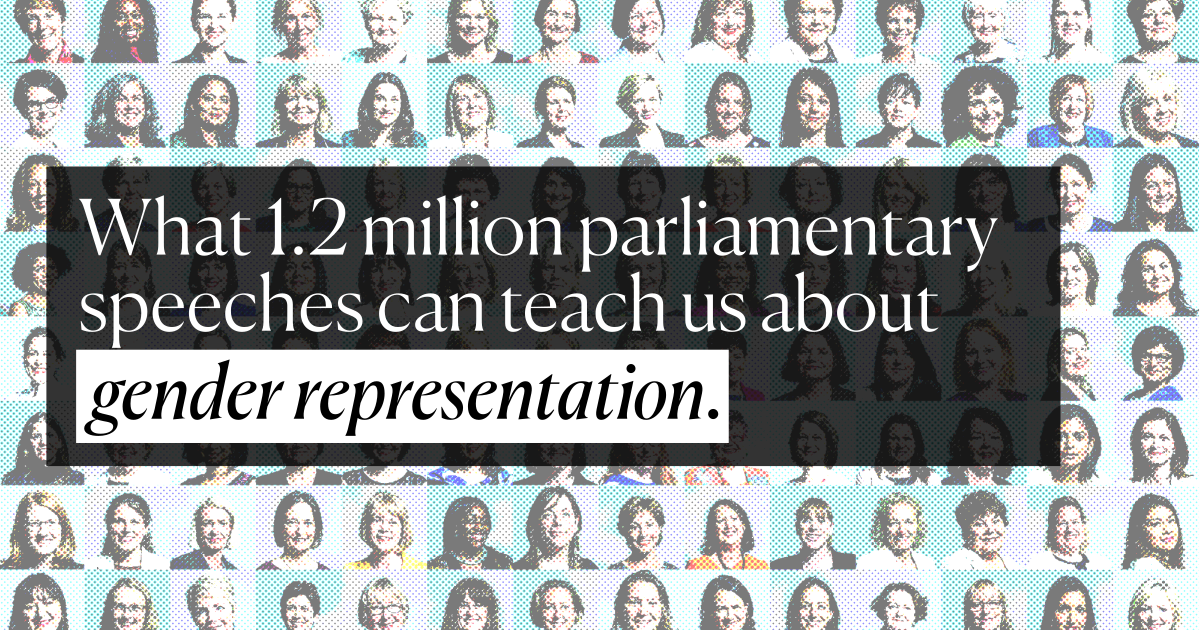 What 1.2 million parliamentary
speeches can teach us about
gender representation.